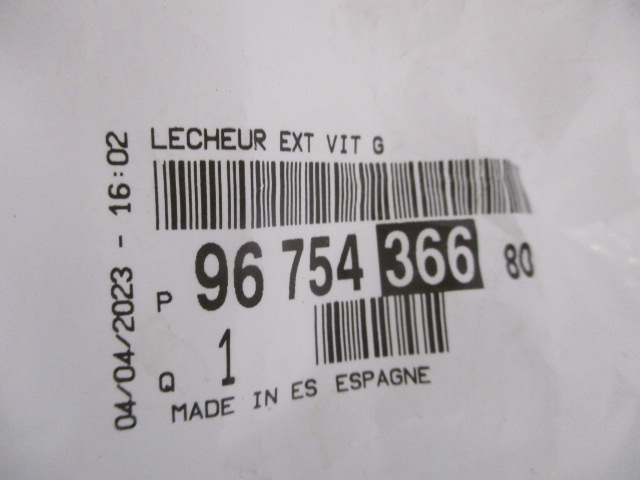 LECHEUR EXT VIT G
P 96 754 366 80
Q 1
MADE IN ES ESPAGNE
04/04/2023 - 16:02